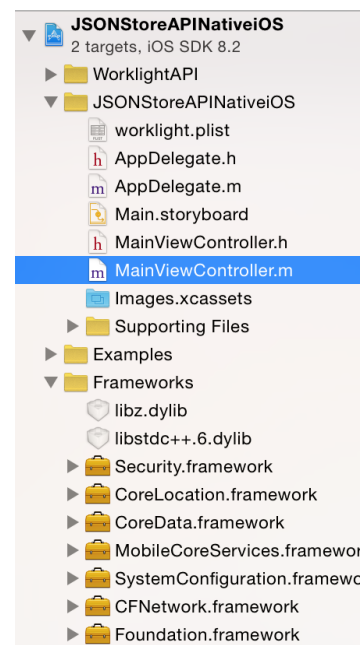 JSONStoreAPINativeiOS
2 targets, iOS SDK 8.2
WorklightAPI
JSONStoreAPINativeiOS
worklight.plist
h AppDelegate.h
m AppDelegate.m
Main.storyboard
h MainViewController.h
m MainViewController.m
Images.xcassets
Supporting Files
Examples
Frameworks
libz.dylib
libstdc++.6.dylib
Security.framework
CoreLocation.framework
CoreData.framework
MobileCoreServices.framewor
SystemConfiguration.framewo
CFNetwork.framework
Foundation.framework